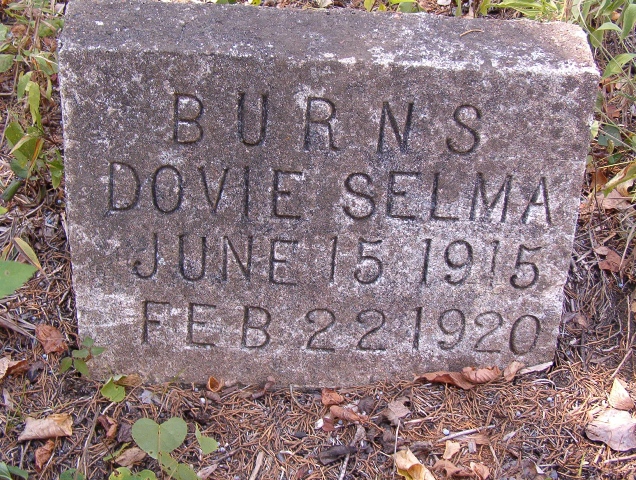 BURNS
DOVIE SELMA
JUNE 15 1915
FEB 22 1920